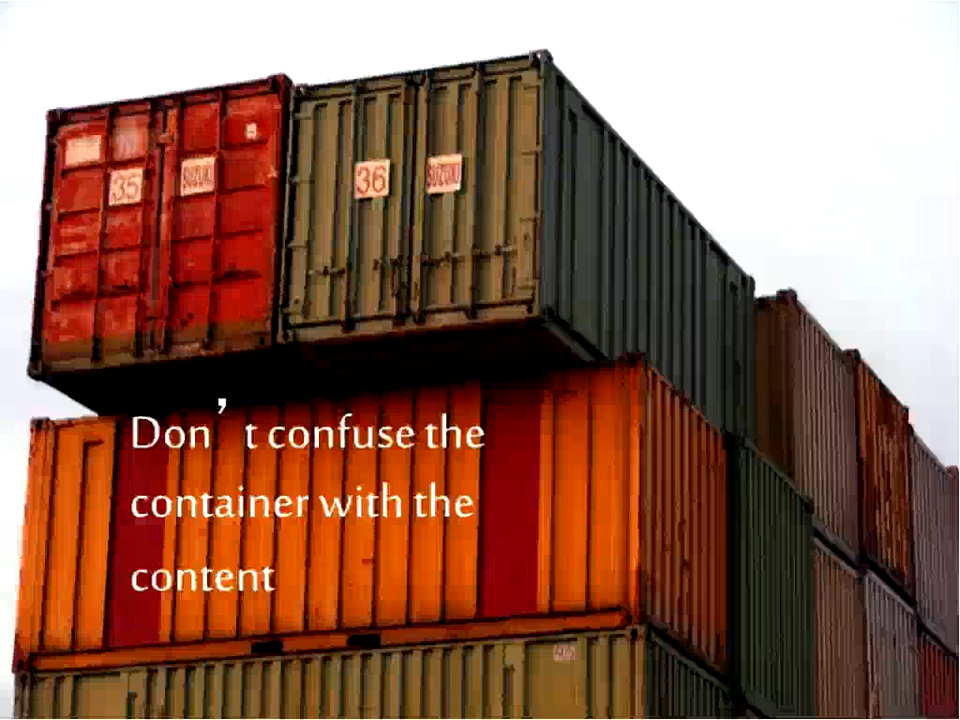 35
SUZUKI
36
SUZUKI
Don’t confuse the
container with the
content